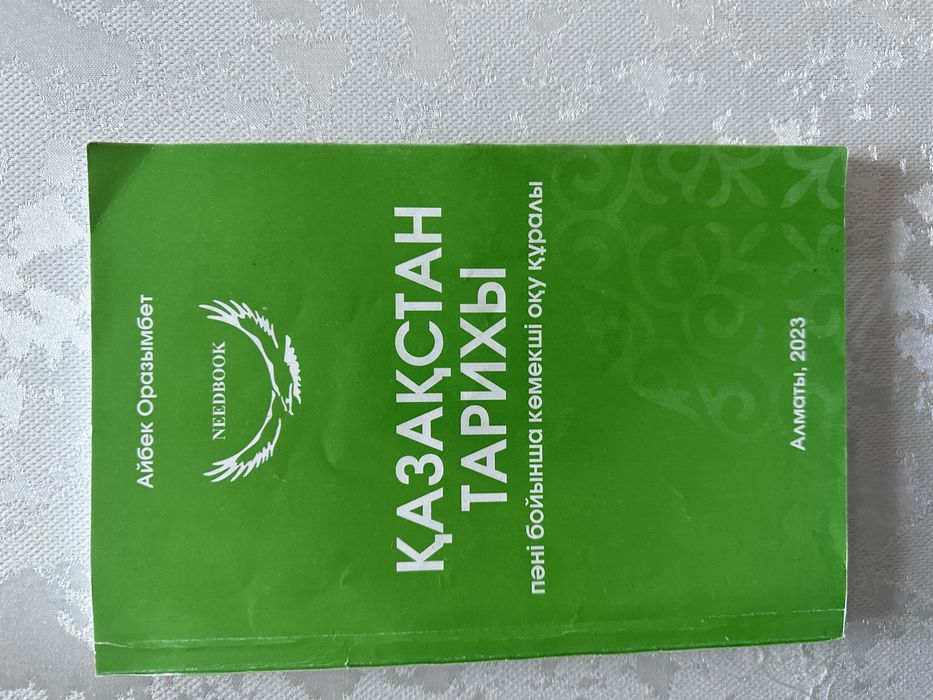 Айбек Оразымбет
NEEDBOOK
ҚАЗАҚСТАН
ТАРИХЫ
пәні бойынша көмекші оқу құралы
Алматы, 2023